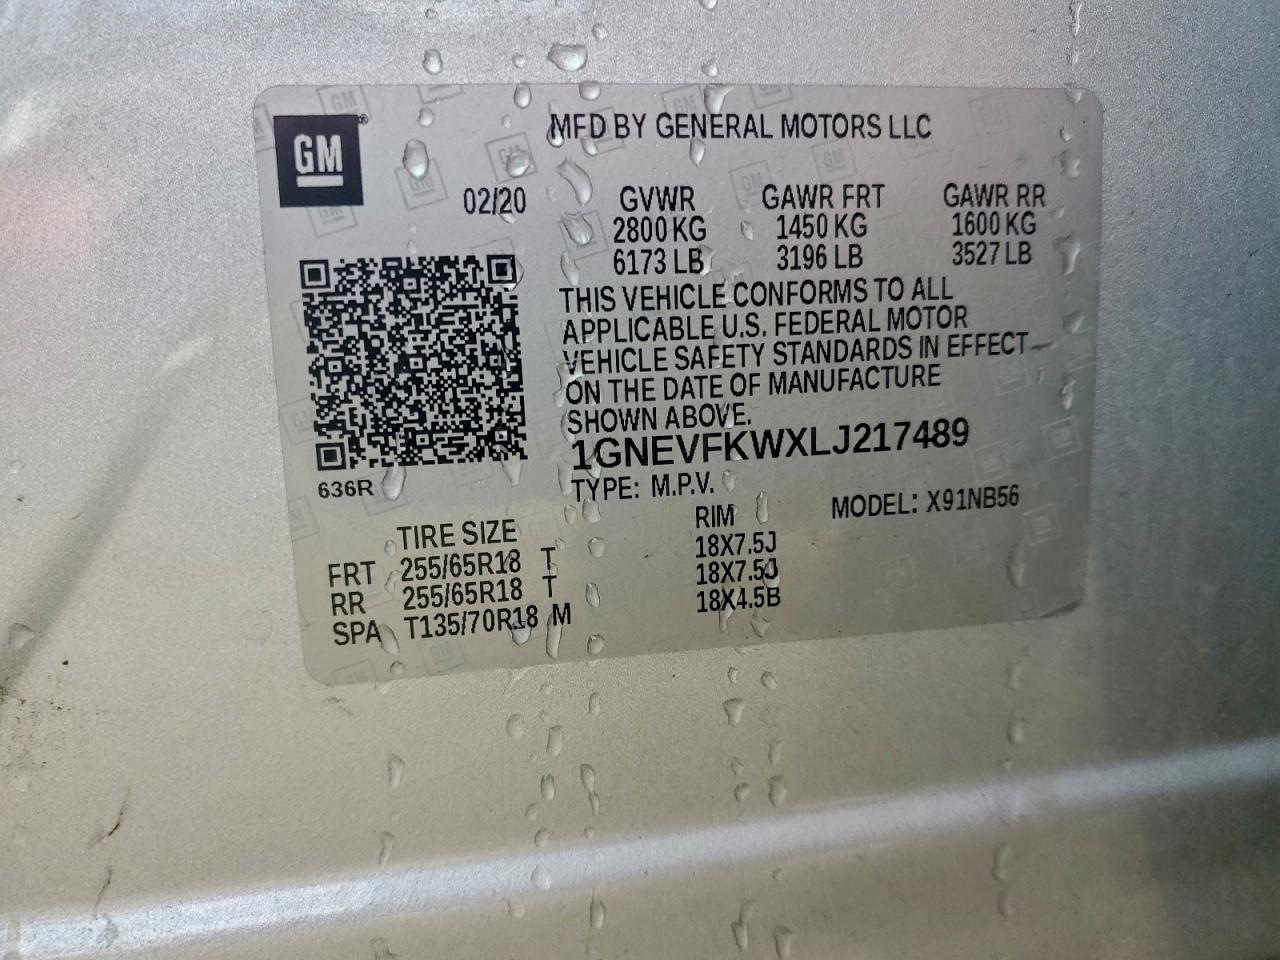 GM
MFD BY GENERAL MOTORS LLC
02/20
GVWR GAWR FRT GAWR RR
2800 KG 1450 KG 1600 KG
6173 LB 3196 LB 3527 LB
THIS VEHICLE CONFORMS TO ALL
APPLICABLE U.S. FEDERAL MOTOR
VEHICLE SAFETY STANDARDS IN EFFECT
ON THE DATE OF MANUFACTURE
SHOWN ABOVE.
1GNEVFKWXLJ217489
636R
TYPE: M.P.V. MODEL: X91NB56
TIRE SIZE RIM
FRT 255/65R18 T 18X7.5J
RR 255/65R18 T 18X7.5J
SPA T135/70R18 M 18X4.5B